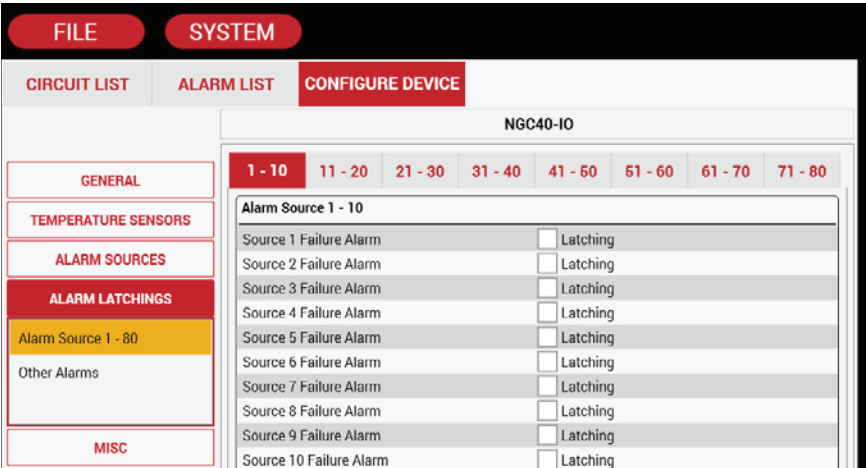 FILE SYSTEM
CIRCUIT LIST ALARM LIST CONFIGURE DEVICE
NGC40-IO
GENERAL
TEMPERATURE SENSORS
ALARM SOURCES
ALARM LATCHINGS
Alarm Source 1 - 80
Other Alarms
MISC
1 - 10 11 - 20 21 - 30 31 - 40 41 - 50 51 - 60 61 - 70 71 - 80
Alarm Source 1 - 10
Source 1 Failure Alarm Latching
Source 2 Failure Alarm Latching
Source 3 Failure Alarm Latching
Source 4 Failure Alarm Latching
Source 5 Failure Alarm Latching
Source 6 Failure Alarm Latching
Source 7 Failure Alarm Latching
Source 8 Failure Alarm Latching
Source 9 Failure Alarm Latching
Source 10 Failure Alarm Latching